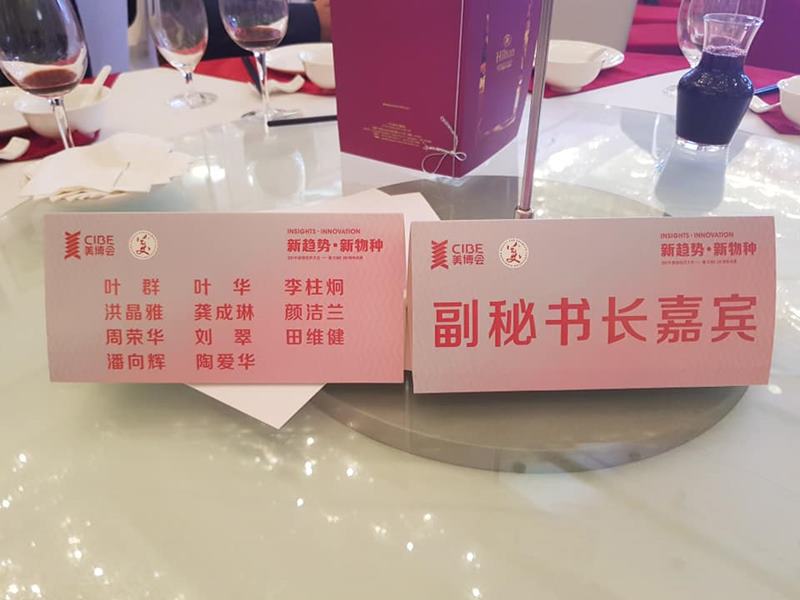 Hilton
CIBE
美博会
INSIGHTS · INNOVATION
新趋势·新物种
叶 群 叶 华 李柱炯
洪晶雅 龚成琳 颜洁兰
周荣华 刘 翠 田维健
潘向辉 陶爱华
CIBE
美博会
INSIGHTS · INNOVATION
新趋势·新物种
副秘书长嘉宾